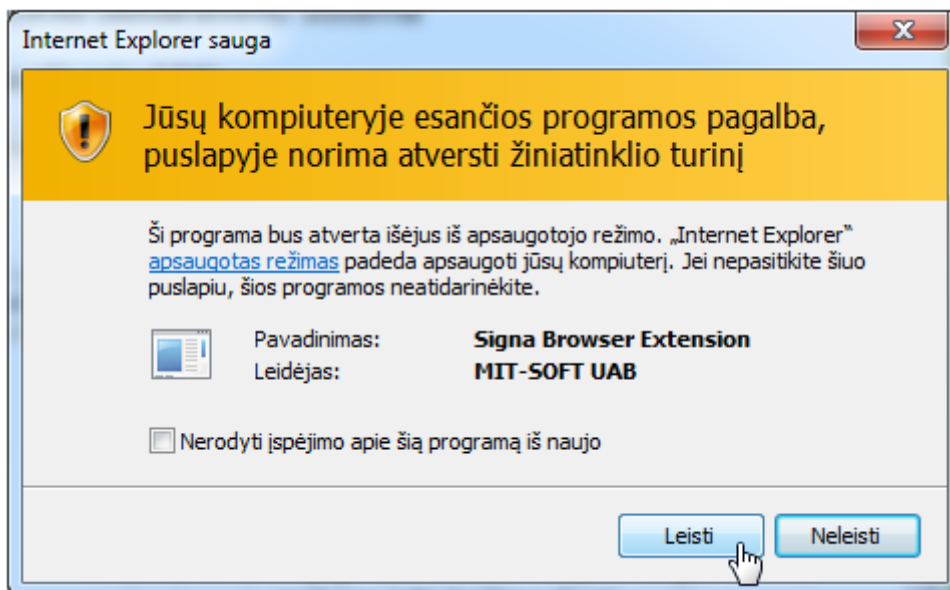 Internet Explorer sauga
Jūsų kompiuteryje esančios programos pagalba,
puslapyje norima atversti žiniatinklio turinį
Ši programa bus atverta išėjus iš apsaugotojo režimo. „Internet Explorer“
apsaugotas režimas padeda apsaugoti jūsų kompiuterį. Jei nepasitikite šiuo
puslapiu, šios programos neatidarinėkite.
Pavadinimas: Signa Browser Extension
Leidėjas: MIT-SOFT UAB
Nerodyti įspėjimo apie šią programą iš naujo
Leisti Neleisti